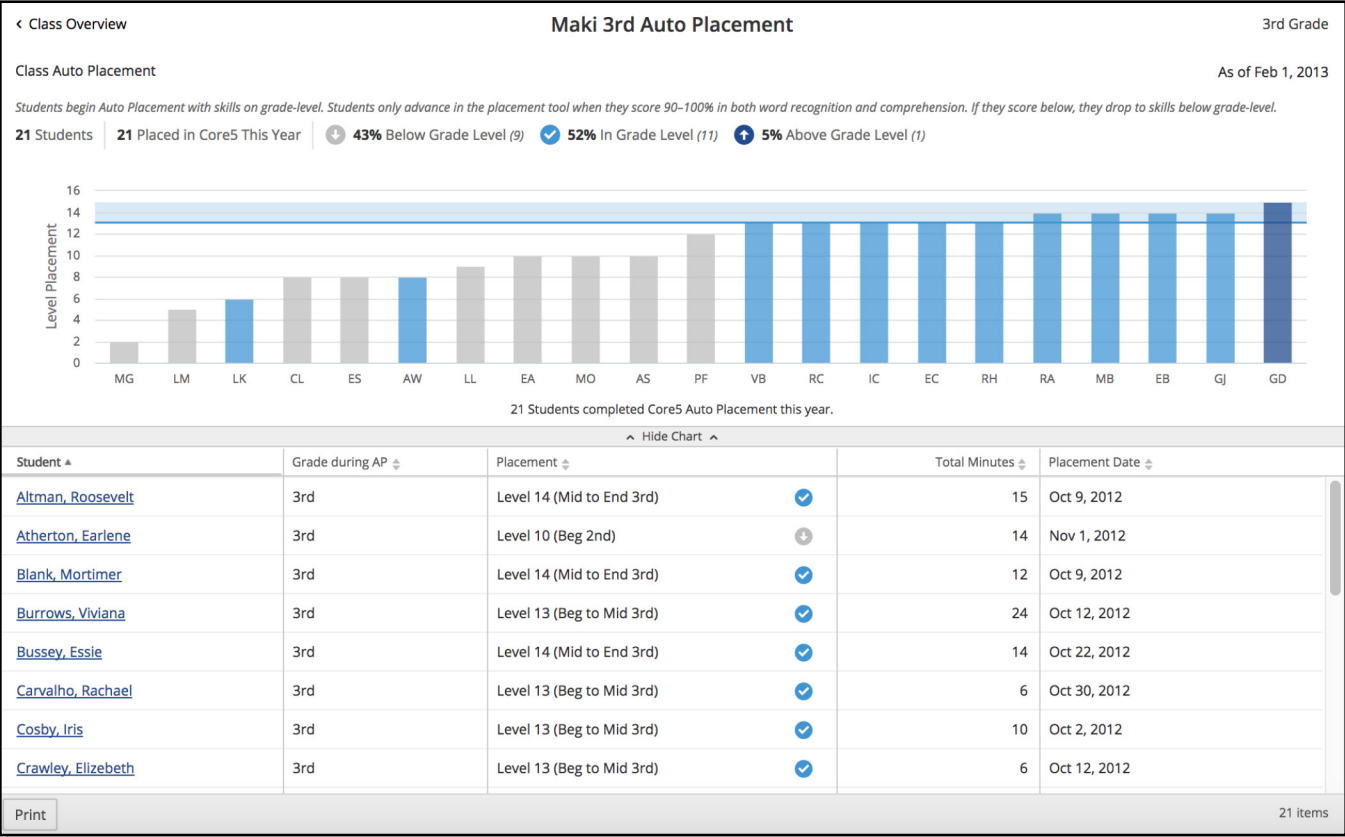 ‹ Class Overview Maki 3rd Auto Placement 3rd Grade
Class Auto Placement As of Feb 1, 2013
Students begin Auto Placement with skills on grade-level. Students only advance in the placement tool when they score 90–100% in both word recognition and comprehension. If they score below, they drop to skills below grade-level.
21 Students 21 Placed in Core5 This Year 43% Below Grade Level (9) 52% In Grade Level (11) 5% Above Grade Level (1)
Level Placement
16
14
12
10
8
6
4
2
0
MG LM LK CL ES AW LL EA MO AS PF VB RC IC EC RH RA MB EB GJ GD
21 Students completed Core5 Auto Placement this year.
Hide Chart
Student Grade during AP Placement Total Minutes Placement Date
Altman, Roosevelt 3rd Level 14 (Mid to End 3rd) 15 Oct 9, 2012
Atherton, Earlene 3rd Level 10 (Beg 2nd) 14 Nov 1, 2012
Blank, Mortimer 3rd Level 14 (Mid to End 3rd) 12 Oct 9, 2012
Burrows, Viviana 3rd Level 13 (Beg to Mid 3rd) 24 Oct 12, 2012
Bussey, Essie 3rd Level 14 (Mid to End 3rd) 14 Oct 22, 2012
Carvalho, Rachael 3rd Level 13 (Beg to Mid 3rd) 6 Oct 30, 2012
Cosby, Iris 3rd Level 13 (Beg to Mid 3rd) 10 Oct 2, 2012
Crawley, Elizebeth 3rd Level 13 (Beg to Mid 3rd) 6 Oct 12, 2012
Print 21 items